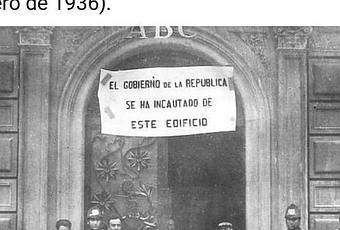 ero de 1936).
ABC
EL GOBIERNO DE LA REPUBLICA
SE HA INCAUTADO DE
ESTE EDIFICIO